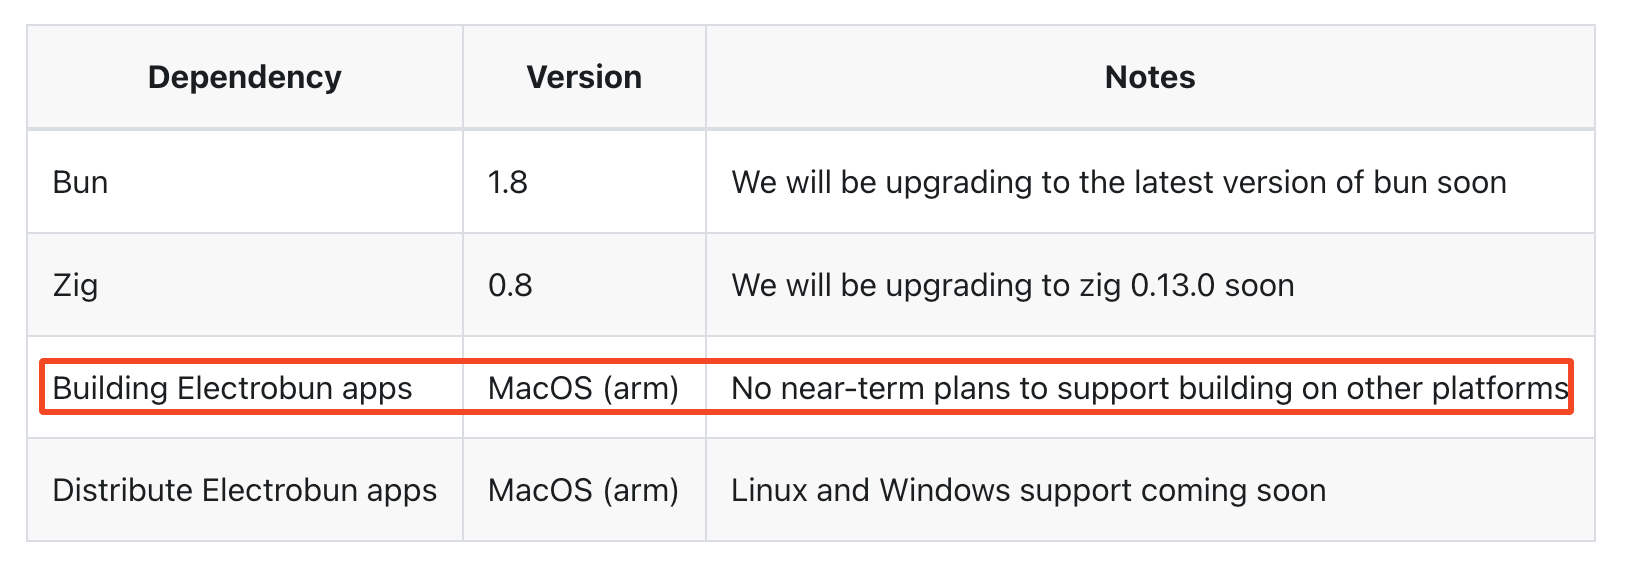 Dependency Version Notes
Bun 1.8 We will be upgrading to the latest version of bun soon
Zig 0.8 We will be upgrading to zig 0.13.0 soon
Building Electrobun apps MacOS (arm) No near-term plans to support building on other platforms
Distribute Electrobun apps MacOS (arm) Linux and Windows support coming soon